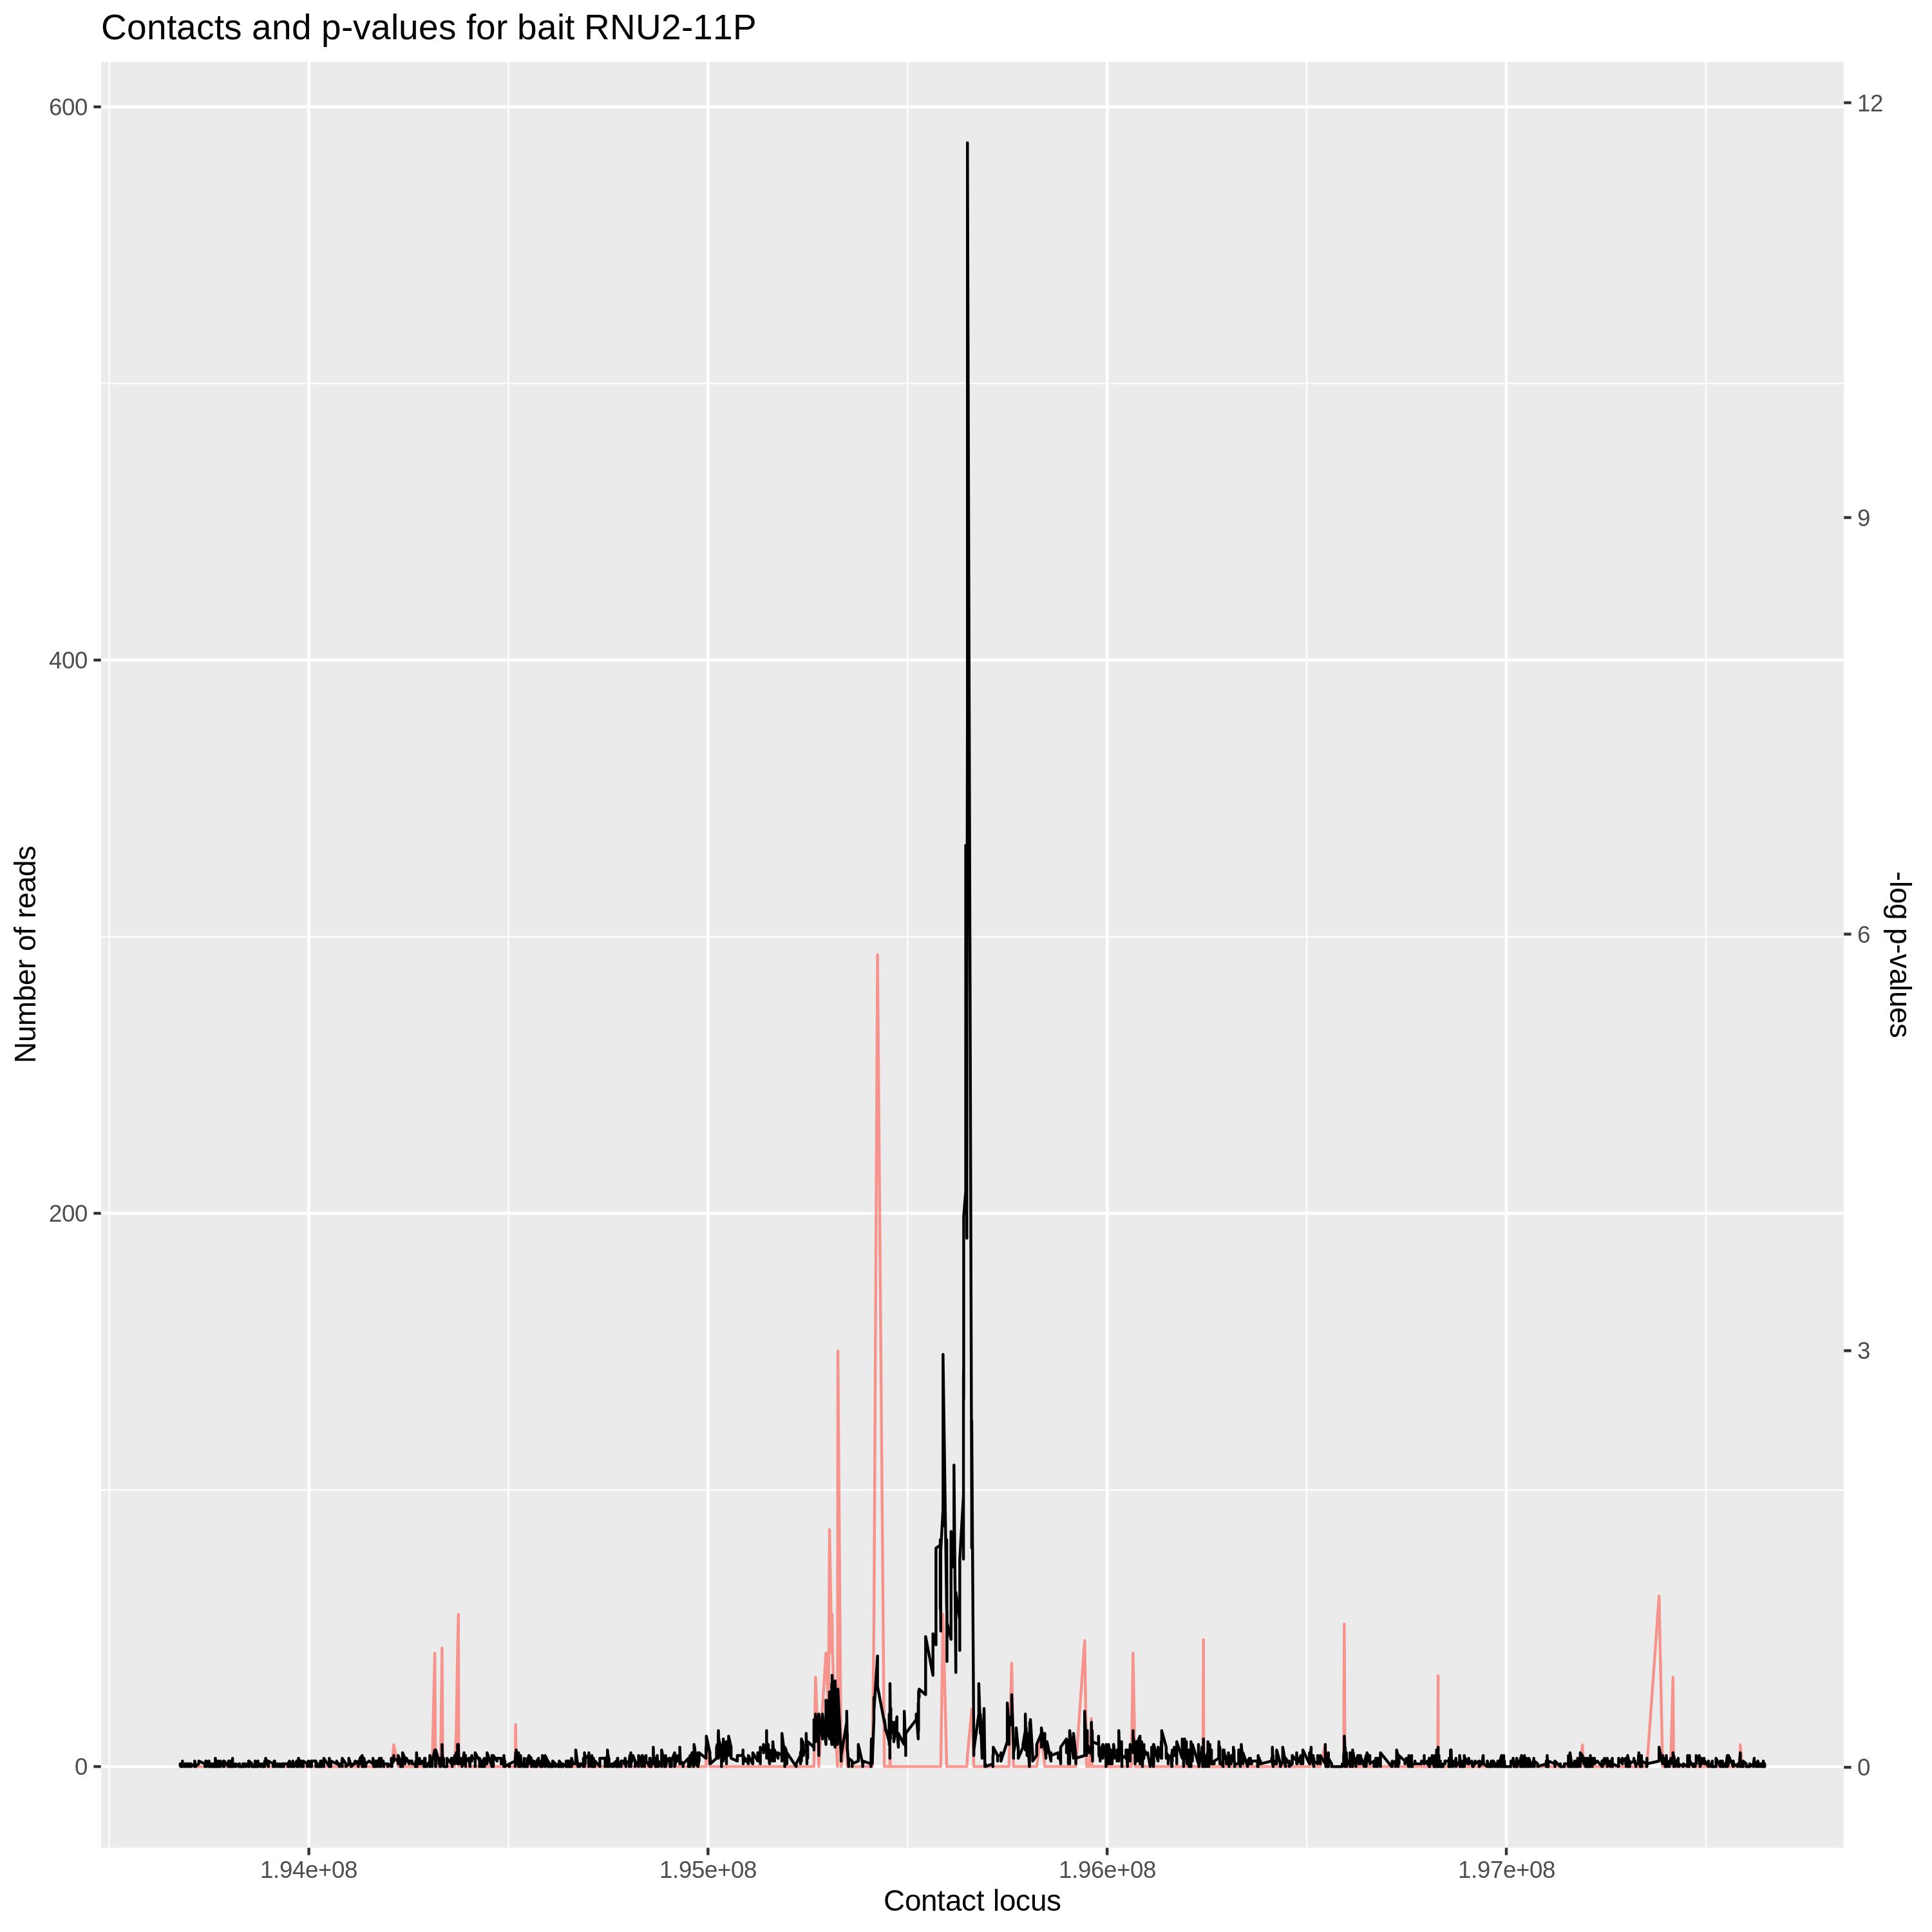 Contacts and p-values for bait RNU2-11P
600
400
200
0
Number of reads
12
9
6
3
0
-log p-values
1.94e+08
1.95e+08
1.96e+08
1.97e+08
Contact locus